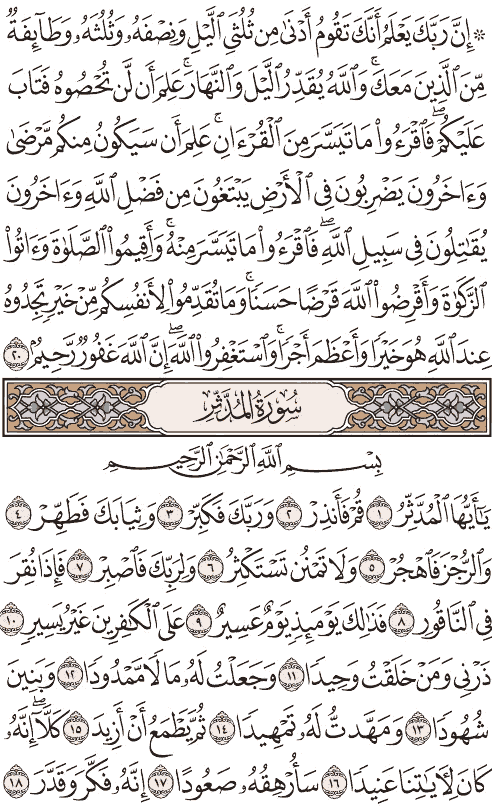 ۞ إِنَّ رَبَّكَ يَعْلَمُ أَنَّكَ تَقُومُ أَدْنَىٰ مِن ثُلُثَىِ ٱلَّيْلِ وَنِصْفَهُۥ وَثُلُثَهُۥ وَطَآئِفَةٌ
مِّنَ ٱلَّذِينَ مَعَكَ ۚ وَٱللَّهُ يُقَدِّرُ ٱلَّيْلَ وَٱلنَّهَارَ ۚ عَلِمَ أَن لَّن تُحْصُوهُ فَتَابَ
عَلَيْكُمْ ۖ فَٱقْرَءُوا۟ مَا تَيَسَّرَ مِنَ ٱلْقُرْءَانِ ۚ عَلِمَ أَن سَيَكُونُ مِنكُم مَّرْضَىٰ
وَءَاخَرُونَ يَضْرِبُونَ فِى ٱلْأَرْضِ يَبْتَغُونَ مِن فَضْلِ ٱللَّهِ وَءَاخَرُونَ
يُقَٰتِلُونَ فِى سَبِيلِ ٱللَّهِ ۖ فَٱقْرَءُوا۟ مَا تَيَسَّرَ مِنْهُ ۚ وَأَقِيمُوا۟ ٱلصَّلَوٰةَ وَءَاتُوا۟
ٱلزَّكَوٰةَ وَأَقْرِضُوا۟ ٱللَّهَ قَرْضًا حَسَنًا ۚ وَمَا تُقَدِّمُوا۟ لِأَنفُسِكُم مِّنْ خَيْرٍ تَجِدُوهُ
عِندَ ٱللَّهِ هُوَ خَيْرًا وَأَعْظَمَ أَجْرًا ۚ وَٱسْتَغْفِرُوا۟ ٱللَّهَ ۖ إِنَّ ٱللَّهَ غَفُورٌ رَّحِيمٌۢ ٢٠
سُورَةُ المُدَّثِّرِ
بِسْمِ ٱللَّهِ ٱلرَّحْمَٰنِ ٱلرَّحِيمِ
يَٰٓأَيُّهَا ٱلْمُدَّثِّرُ ١ قُمْ فَأَنذِرْ ٢ وَرَبَّكَ فَكَبِّرْ ٣ وَثِيَابَكَ فَطَهِّرْ ٤
وَٱلرُّجْزَ فَٱهْجُرْ ٥ وَلَا تَمْنُن تَسْتَكْثِرُ ٦ وَلِرَبِّكَ فَٱصْبِرْ ٧ فَإِذَا نُقِرَ
فِى ٱلنَّاقُورِ ٨ فَذَٰلِكَ يَوْمَئِذٍ يَوْمٌ عَسِيرٌ ٩ عَلَى ٱلْكَٰفِرِينَ غَيْرُ يَسِيرٍ ١٠
ذَرْنِى وَمَنْ خَلَقْتُ وَحِيدًا ١١ وَجَعَلْتُ لَهُۥ مَالًا مَّمْدُودًا ١٢ وَبَنِينَ
شُهُودًا ١٣ وَمَهَّدتُّ لَهُۥ تَمْهِيدًا ١٤ ثُمَّ يَطْمَعُ أَنْ أَزِيدَ ١٥ كَلَّآ ۖ إِنَّهُۥ
كَانَ لِءَايَٰتِنَا عَنِيدًا ١٦ سَأُرْهِقُهُۥ صَعُودًا ١٧ إِنَّهُۥ فَكَّرَ وَقَدَّرَ ١٨